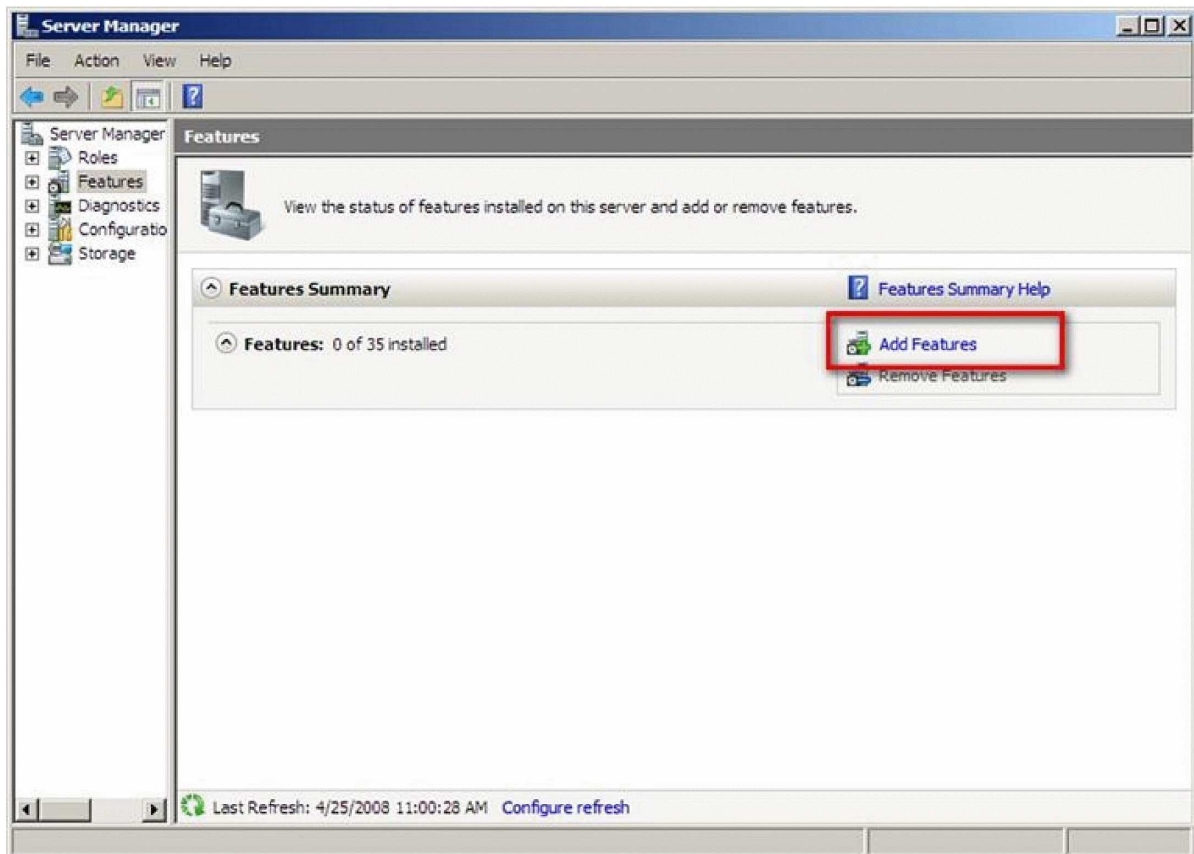 Server Manager
File Action View Help
Server Manager
Roles
Features
Diagnostics
Configuratio
Storage
Features
View the status of features installed on this server and add or remove features.
Features Summary
Features Summary Help
Features: 0 of 35 installed
Add Features
Remove Features
Last Refresh: 4/25/2008 11:00:28 AM Configure refresh